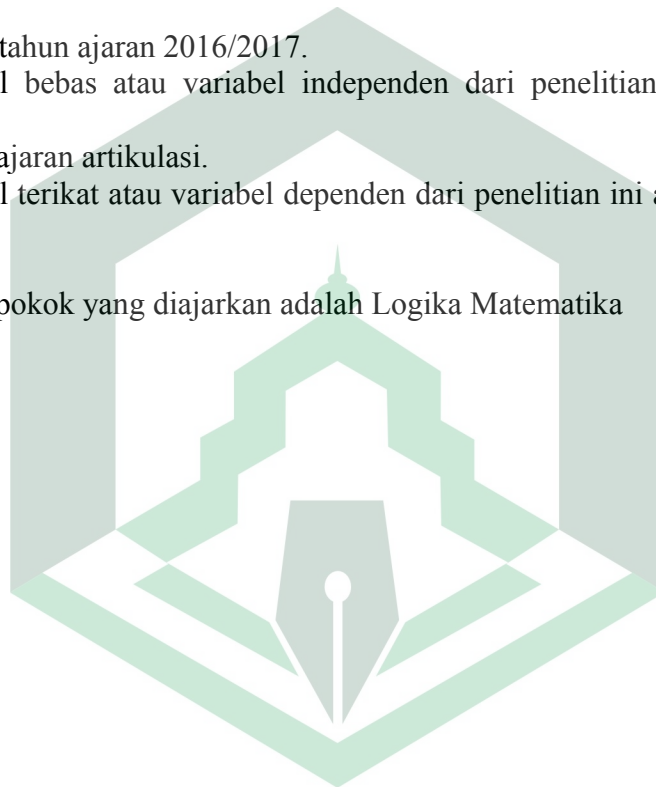 tahun ajaran 2016/2017.
l bebas atau variabel independen dari penelitian
ajaran artikulasi.
l terikat atau variabel dependen dari penelitian ini a
pokok yang diajarkan adalah Logika Matematika